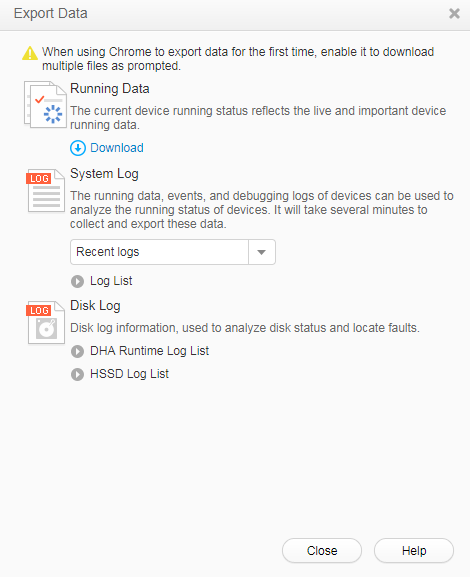 Export Data
When using Chrome to export data for the first time, enable it to download
multiple files as prompted.
Running Data
The current device running status reflects the live and important device
running data.
Download
System Log
LOG
The running data, events, and debugging logs of devices can be used to
analyze the running status of devices. It will take several minutes to
collect and export these data.
Recent logs
Log List
Disk Log
LOG
Disk log information, used to analyze disk status and locate faults.
DHA Runtime Log List
HSSD Log List
Close
Help